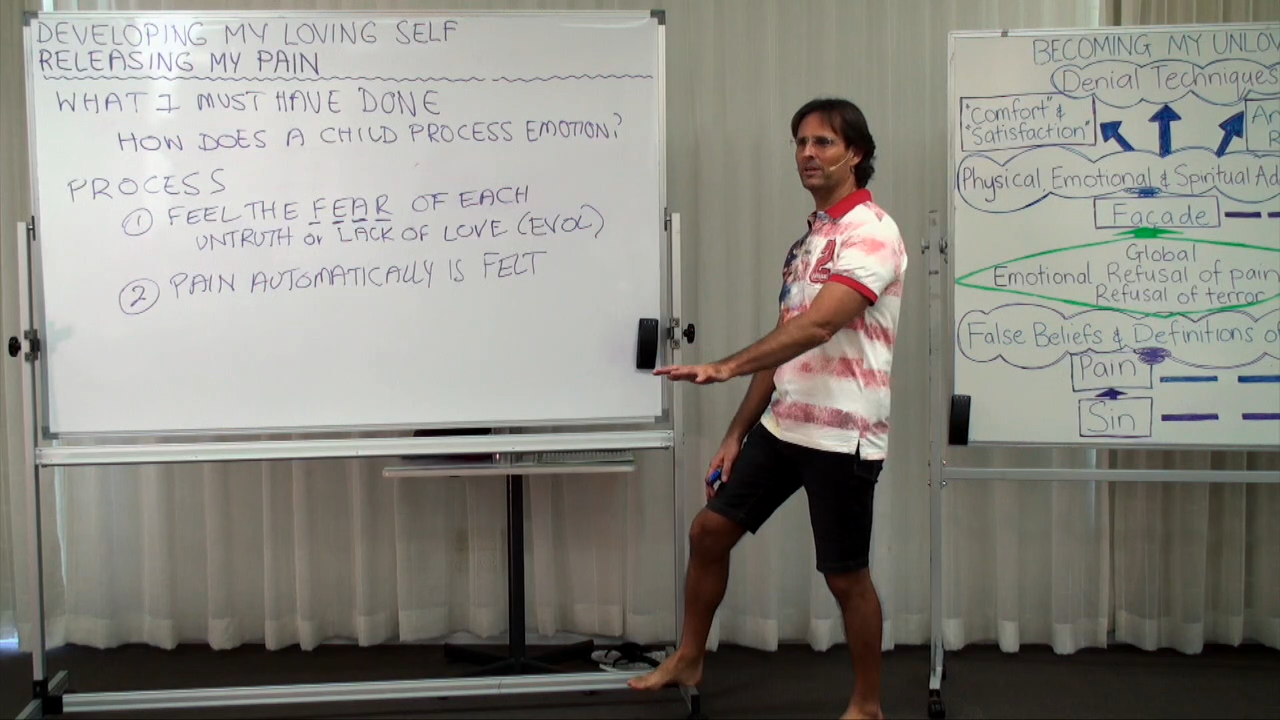 DEVELOPING MY LOVING SELF
RELEASING MY PAIN
WHAT I MUST HAVE DONE
HOW DOES A CHILD PROCESS EMOTION?
PROCESS
① FEEL THE FEAR OF EACH
UNTRUTH or LACK OF LOVE (EVOL)
② PAIN AUTOMATICALLY IS FELT
BECOMING MY UNLOV
Denial Techniques
"Comfort" &
"Satisfaction"
Physical Emotional & Spiritual Ad
Façade
Global
Emotional Refusal of pain
Refusal of terror
False Beliefs & Definitions o
Pain
Sin
2